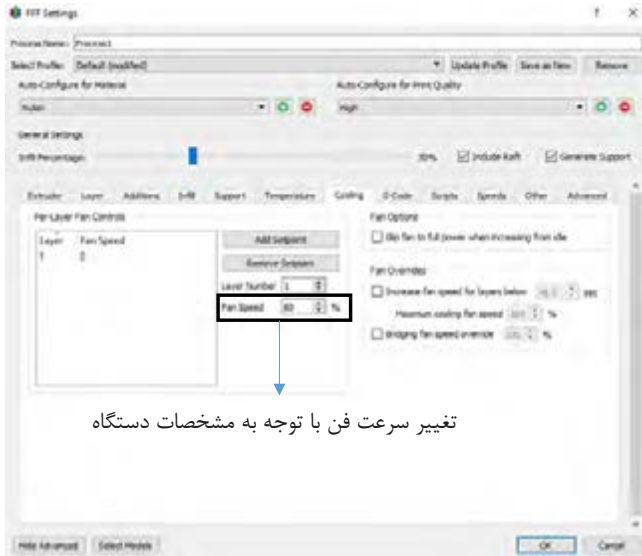 FFF Settings
Process Name: Process1
Select Profile: Default (modified) Update Profile Save as New Remove
Auto-Configure for Material
Auto-Configure for Print Quality
High
General Settings
Infill Percentage: 30% Include Raft Generate Support
Extruder Layer Additions Infill Support Temperature Cooling G-Code Scripts Speeds Other Advanced
Per-Layer Fan Controls
Fan Options
Layer Fan Speed
Add Setpoint
Blip fan to full power when increasing from idle
1 0
Remove Setpoint
Fan Overrides
Layer Number 1
Increase fan speed for layers below sec
Fan Speed 60 %
Maximum cooling fan speed %
Bridging fan speed override %
تغییر سرعت فن با توجه به مشخصات دستگاه
Hide Advanced Select Models OK Cancel